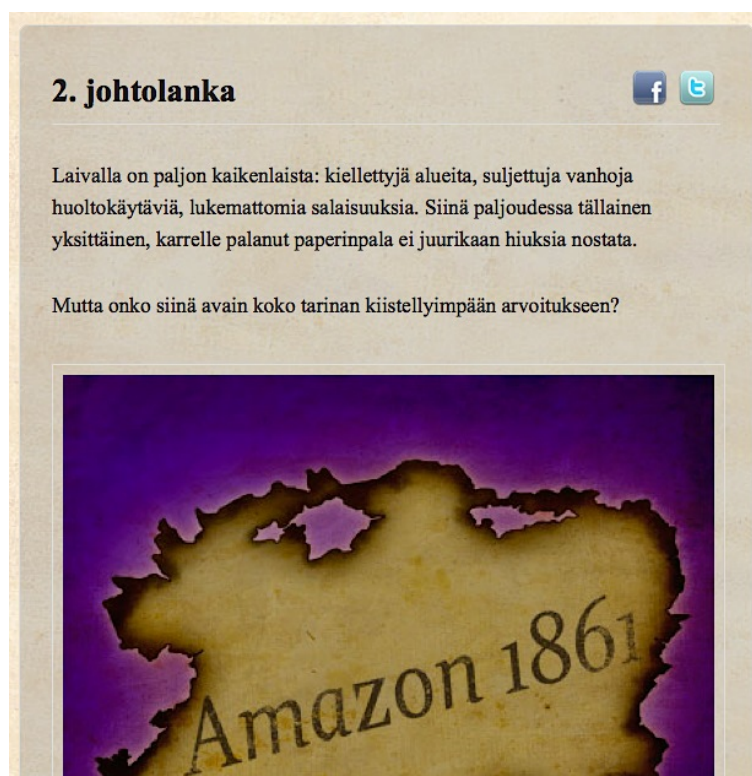 2. johtolanka
Laivalla on paljon kaikenlaista: kiellettyjä alueita, suljettuja vanhoja
huoltokäytäviä, lukemattomia salaisuuksia. Siinä paljoudessa tällainen
yksittäinen, karrelle palanut paperinpala ei juurikaan hiuksia nostata.
Mutta onko siinä avain koko tarinan kiistellyimpään arvoitukseen?
Amazon 1861